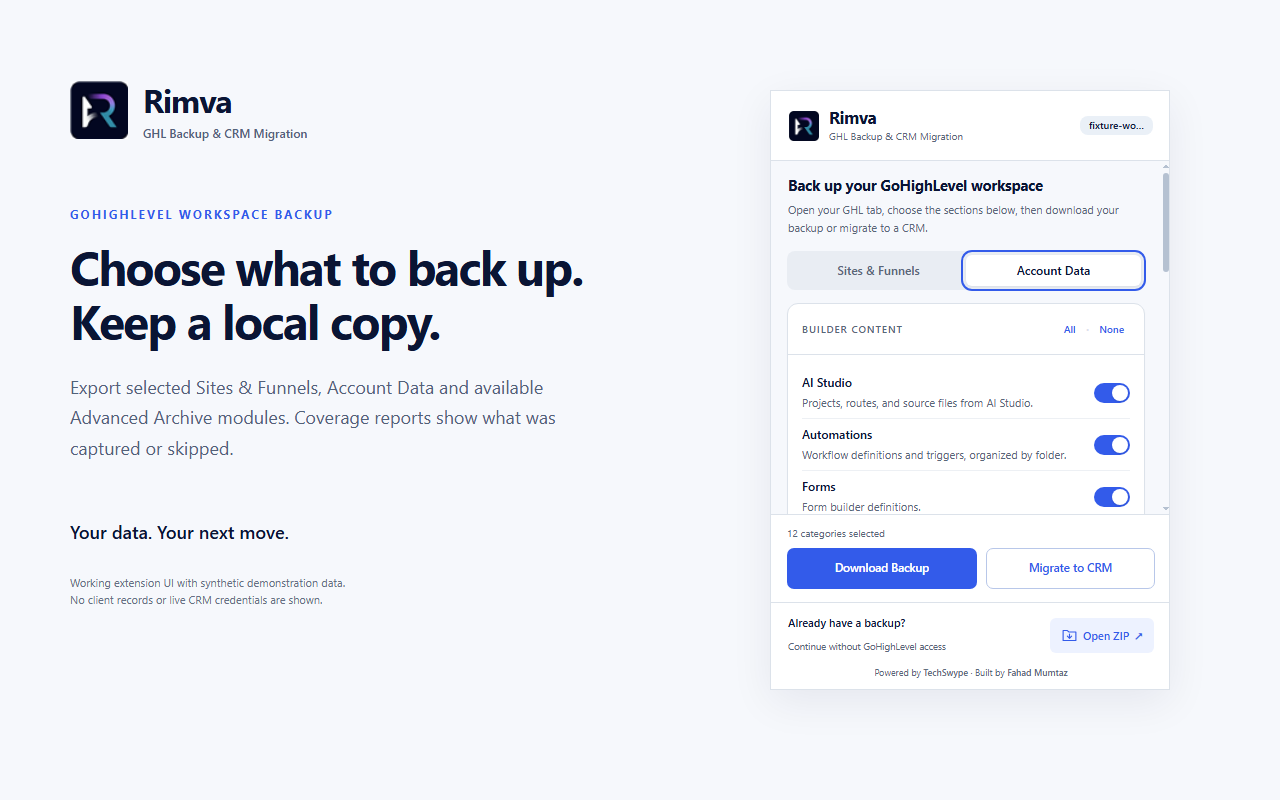 Rimva
GHL Backup & CRM Migration
GOHIGHLEVEL WORKSPACE BACKUP
Choose what to back up.
Keep a local copy.
Export selected Sites & Funnels, Account Data and available
Advanced Archive modules. Coverage reports show what was
captured or skipped.
Your data. Your next move.
Working extension UI with synthetic demonstration data.
No client records or live CRM credentials are shown.
Rimva
GHL Backup & CRM Migration
fixture-wo...
Back up your GoHighLevel workspace
Open your GHL tab, choose the sections below, then download your
backup or migrate to a CRM.
Sites & Funnels
Account Data
BUILDER CONTENT
All · None
AI Studio
Projects, routes, and source files from AI Studio.
Automations
Workflow definitions and triggers, organized by folder.
Forms
Form builder definitions.
12 categories selected
Download Backup
Migrate to CRM
Already have a backup?
Continue without GoHighLevel access
Open ZIP ↗
Powered by TechSwype · Built by Fahad Mumtaz